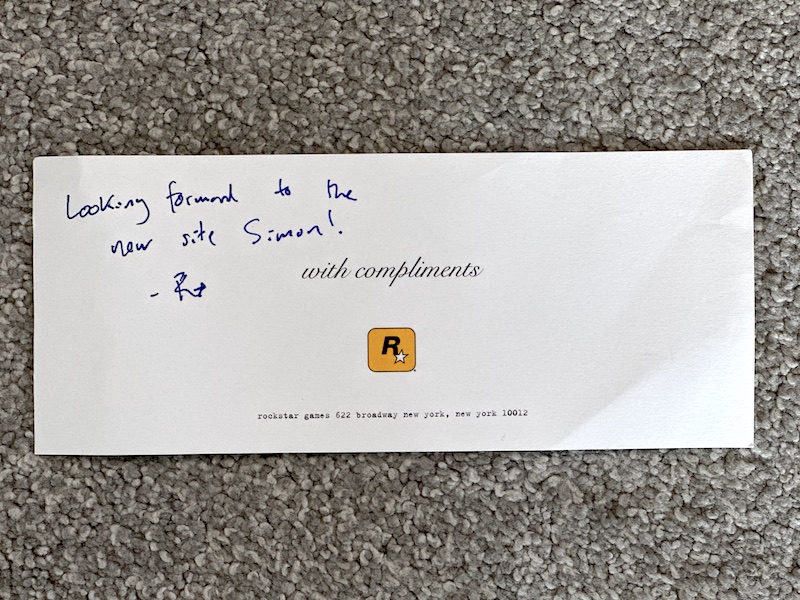 Looking forward to the
new site Simon!
with compliments
R
rockstar games 622 broadway new york, new york 10012